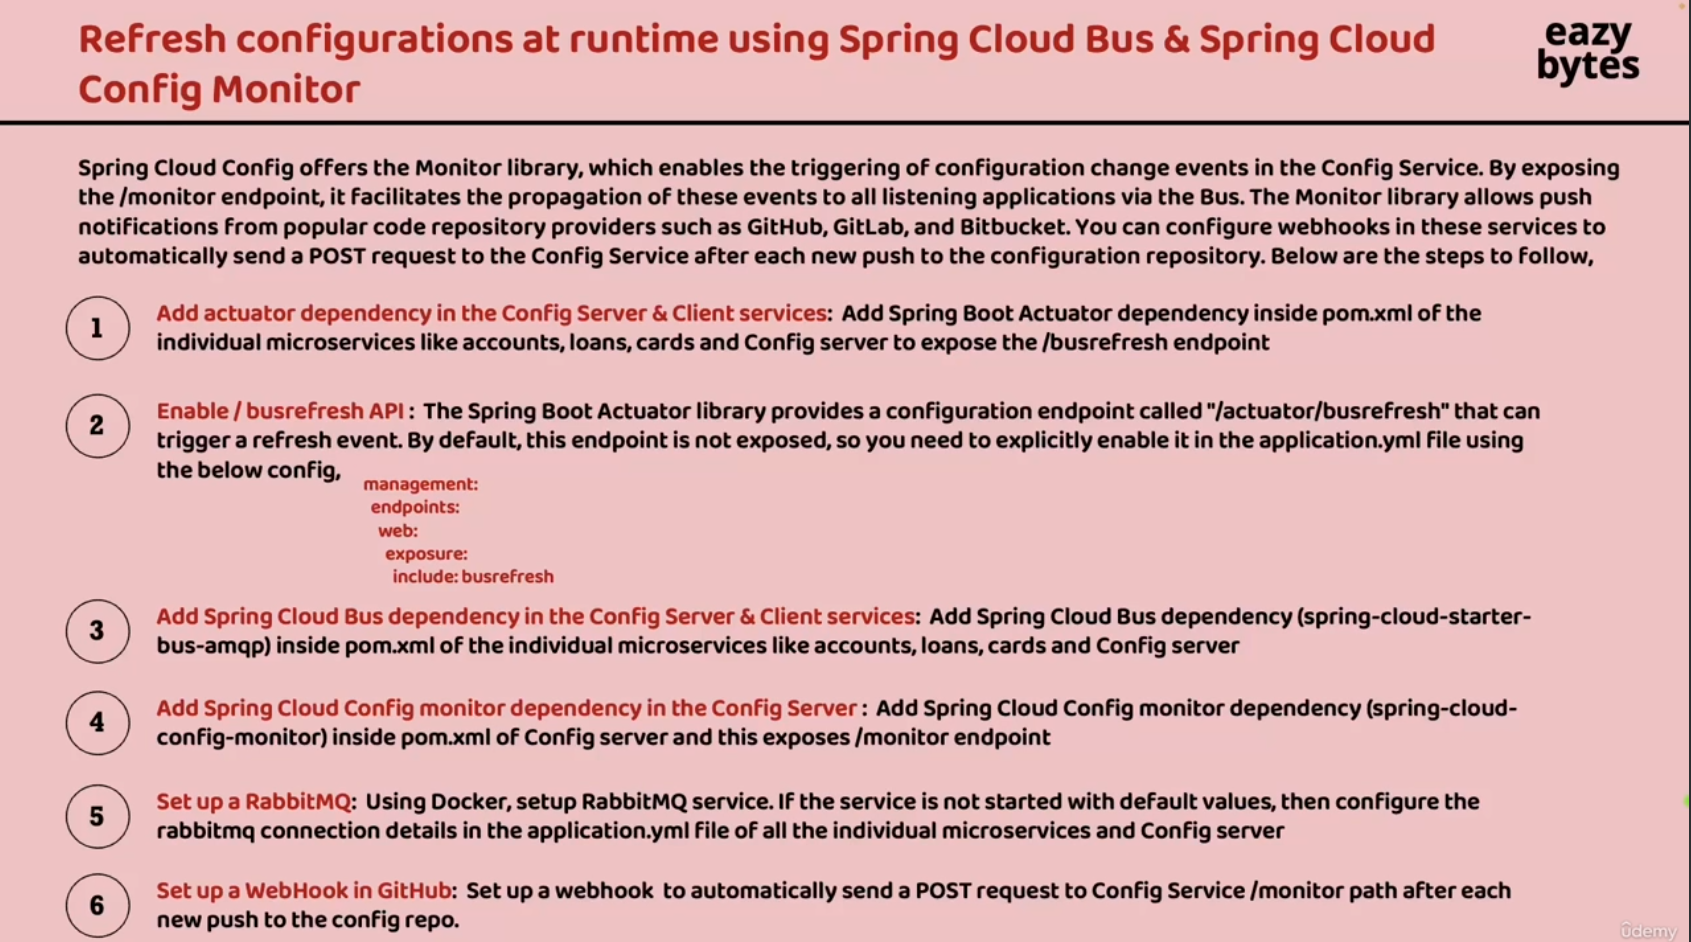 Refresh configurations at runtime using Spring Cloud Bus & Spring Cloud
Config Monitor
eazy
bytes
Spring Cloud Config offers the Monitor library, which enables the triggering of configuration change events in the Config Service. By exposing
the /monitor endpoint, it facilitates the propagation of these events to all listening applications via the Bus. The Monitor library allows push
notifications from popular code repository providers such as GitHub, GitLab, and Bitbucket. You can configure webhooks in these services to
automatically send a POST request to the Config Service after each new push to the configuration repository. Below are the steps to follow,
1
Add actuator dependency in the Config Server & Client services: Add Spring Boot Actuator dependency inside pom.xml of the
individual microservices like accounts, loans, cards and Config server to expose the /busrefresh endpoint
2
Enable / busrefresh API : The Spring Boot Actuator library provides a configuration endpoint called "/actuator/busrefresh" that can
trigger a refresh event. By default, this endpoint is not exposed, so you need to explicitly enable it in the application.yml file using
the below config,
management:
endpoints:
web:
exposure:
include: busrefresh
3
Add Spring Cloud Bus dependency in the Config Server & Client services: Add Spring Cloud Bus dependency (spring-cloud-starter-
bus-amqp) inside pom.xml of the individual microservices like accounts, loans, cards and Config server
4
Add Spring Cloud Config monitor dependency in the Config Server : Add Spring Cloud Config monitor dependency (spring-cloud-
config-monitor) inside pom.xml of Config server and this exposes /monitor endpoint
5
Set up a RabbitMQ: Using Docker, setup RabbitMQ service. If the service is not started with default values, then configure the
rabbitmq connection details in the application.yml file of all the individual microservices and Config server
6
Set up a WebHook in GitHub: Set up a webhook to automatically send a POST request to Config Service /monitor path after each
new push to the config repo.
ûdemy